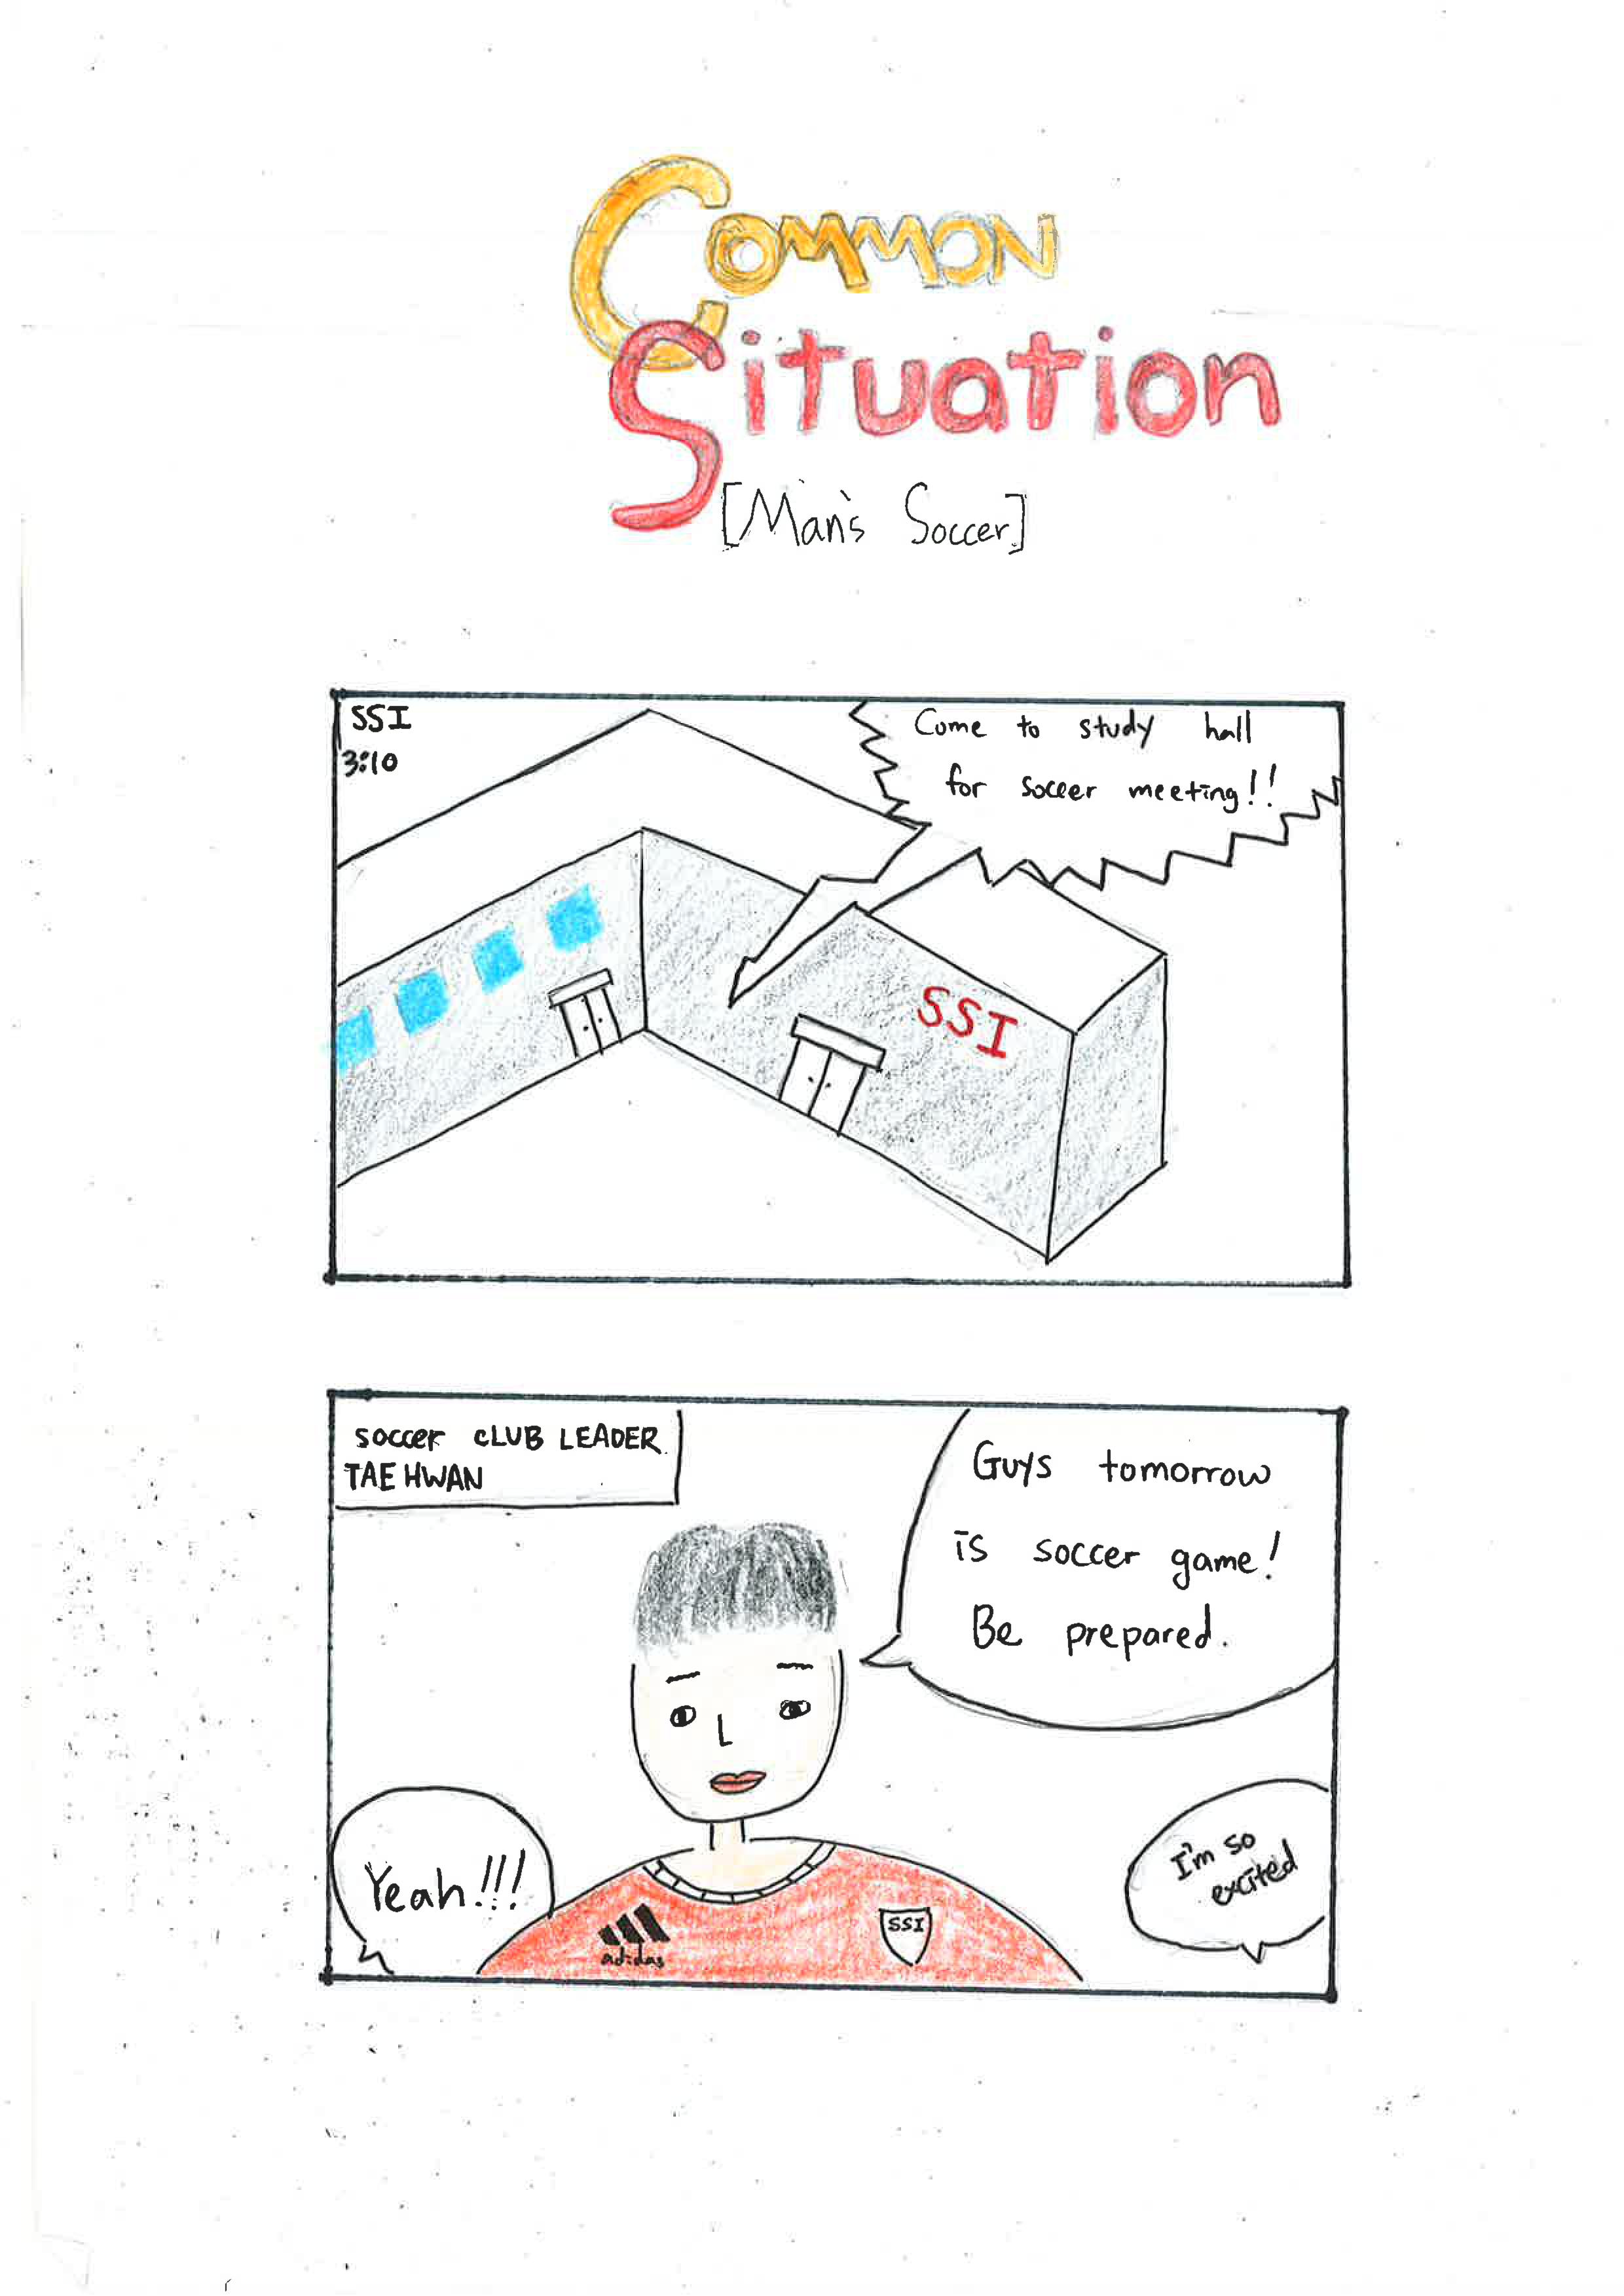 COMMON
Situation
[Man's Soccer]
SSI
3:10
Come to study hall
for soccer meeting!!
SSI
soccer cLUB LEADER
TAE HWAN
Guys tomorrow
is soccer game!
Be prepared.
Yeah!!!
I'm so
excited
adidas
SSI